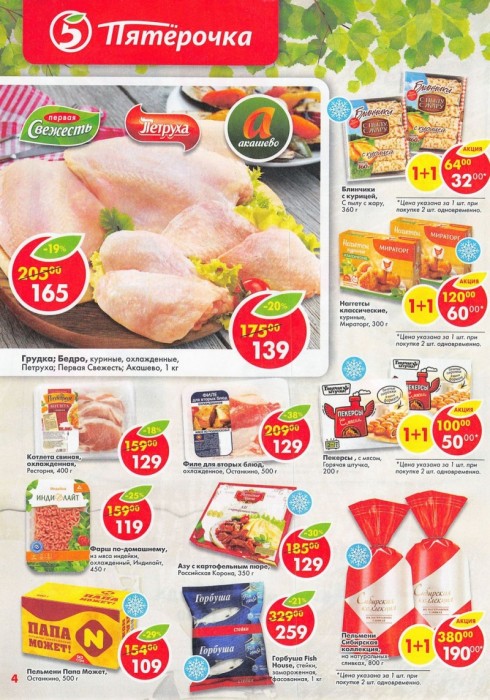 5 Пятёрочка
первая
Свежесть
Петруха
а
акашево
-19%
205⁰⁰
165
-20%
175⁰⁰
139
Грудка; Бедро, куриные, охлажденные,
Петруха; Первая Свежесть; Акашево, 1 кг
Блинчики
с курицей,
С пылу с жару,
360 г
1+1
АКЦИЯ
64⁰⁰
32⁰⁰*
*Цена указана за 1 шт. при
покупке 2 шт. одновременно.
МИРАТОРГ
МИРАТОРГ
Наггетсы
классические,
куриные,
Мираторг, 300 г
1+1
АКЦИЯ
120⁰⁰
60⁰⁰*
*Цена указана за 1 шт. при
покупке 2 шт. одновременно.
-18%
159⁰⁰
129
Котлета свиная,
охлажденная,
Рестория, 400 г
ФИЛЕ
-38%
209⁰⁰
129
Филе для вторых блюд,
охлажденное, Останкино, 500 г
ПЕКЕРСЫ
ПЕКЕРСЫ
Пекерсы, с мясом,
Горячая штучка,
200 г
1+1
АКЦИЯ
100⁰⁰
50⁰⁰*
*Цена указана за 1 шт. при
покупке 2 шт. одновременно.
ИНДИЛАЙТ
-25%
159⁰⁰
119
Фарш по-домашнему,
из мяса индейки,
охлажденный, Индилайт,
450 г
-30%
185⁰⁰
129
Азу с картофельным пюре,
Российская Корона, 350 г
ПАПА
МОЖЕТ!
N
-29%
154⁰⁰
109
Пельмени Папа Может,
Останкино, 500 г
Горбуша
СТЕЙКИ
Горбуша
-21%
329⁰⁰
259
Горбуша Fish
House, стейки,
замороженная,
фасованная, 1 кг
Сибирская
коллекция
Пельмени
Сибирская
коллекция,
на натуральных
сливках, 800 г
1+1
АКЦИЯ
380⁰⁰
190⁰⁰*
*Цена указана за 1 шт.
при покупке 2 шт. одновременно.
4